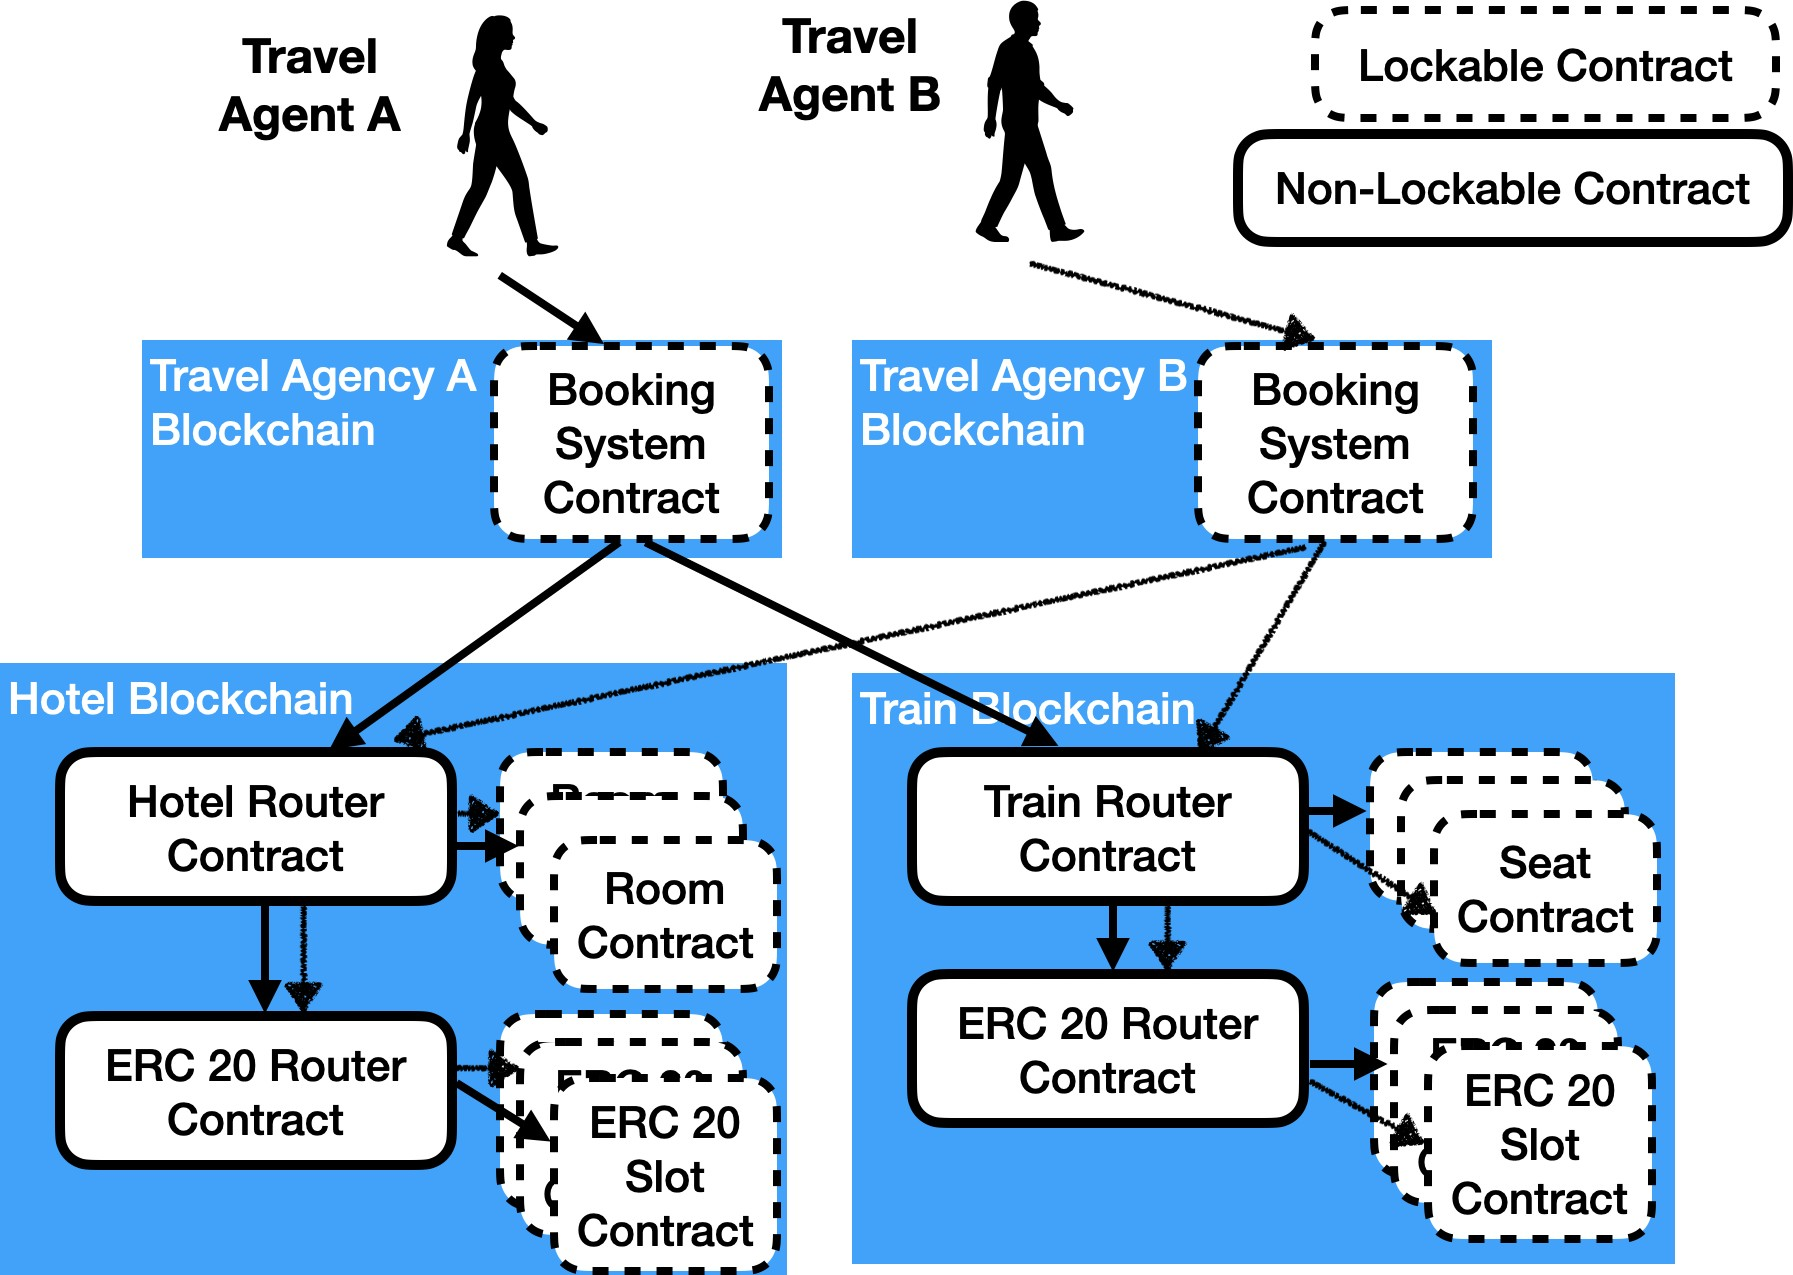 Travel
Agent A
Travel
Agent B
Lockable Contract
Non-Lockable Contract
Travel Agency A
Blockchain
Booking
System
Contract
Travel Agency B
Blockchain
Booking
System
Contract
Hotel Blockchain
Hotel Router
Contract
Room
Contract
ERC 20 Router
Contract
ERC 20
Slot
Contract
Train Blockchain
Train Router
Contract
Seat
Contract
ERC 20 Router
Contract
ERC 20
Slot
Contract